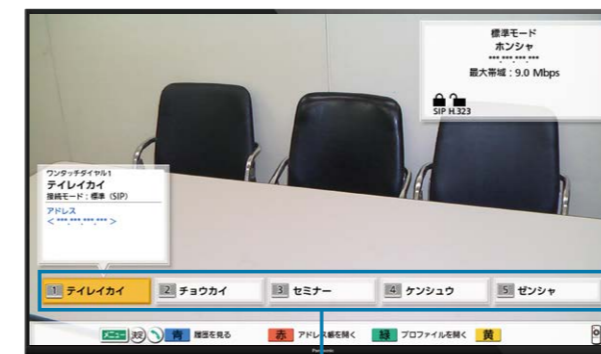 標準モード
ホンシャ
***.***.***.***
最大帯域:9.0 Mbps
SIP H.323
ワンタッチダイヤル1
テイレイカイ
接続モード:標準(SIP)
アドレス
< ***.***.***.*** >
1 テイレイカイ
2 チョウカイ
3 セミナー
4 ケンシュウ
5 ゼンシャ
メニュー 決定 青 履歴を見る 赤 アドレス帳を開く 緑 プロファイルを開く 黄
Panasonic